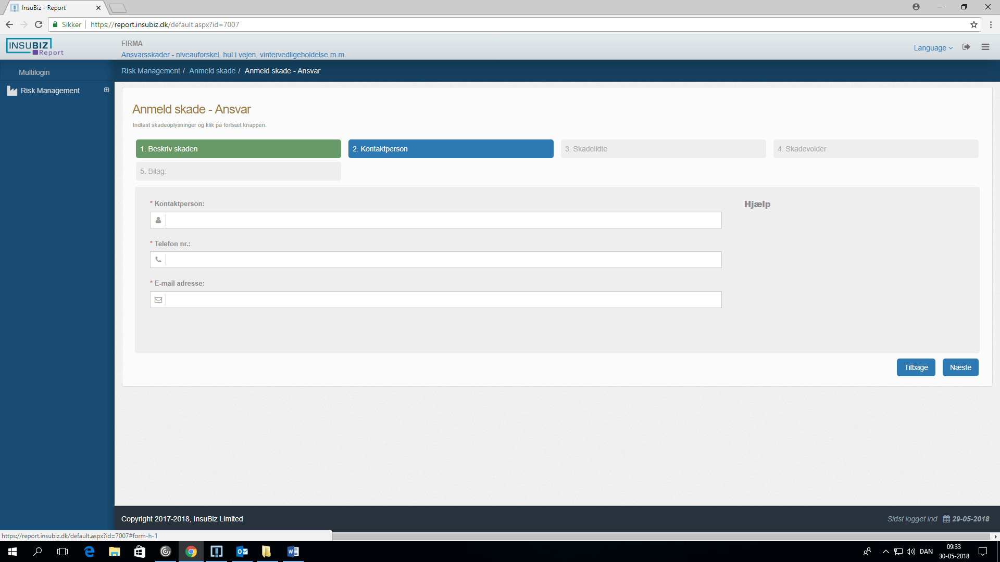 InsuBiz - Report
Sikker
https://report.insubiz.dk/default.aspx?id=7007
INSUBIZ
Report
FIRMA
Ansvarsskader - niveauforskel, hul i vejen, vintervedligeholdelse m.m.
Language
Multilogin
Risk Management
Risk Management / Anmeld skade / Anmeld skade - Ansvar
Anmeld skade - Ansvar
Indtast skadeoplysninger og klik på fortsæt knappen.
1. Beskriv skaden
2. Kontaktperson
3. Skadelidte
4. Skadevolder
5. Bilag:
* Kontaktperson:
Hjælp
* Telefon nr.:
* E-mail adresse:
Tilbage
Næste
Copyright 2017-2018, InsuBiz Limited
Sidst logget ind 29-05-2018
https://report.insubiz.dk/default.aspx?id=7007#form-h-1
DAN
09:33
30-05-2018